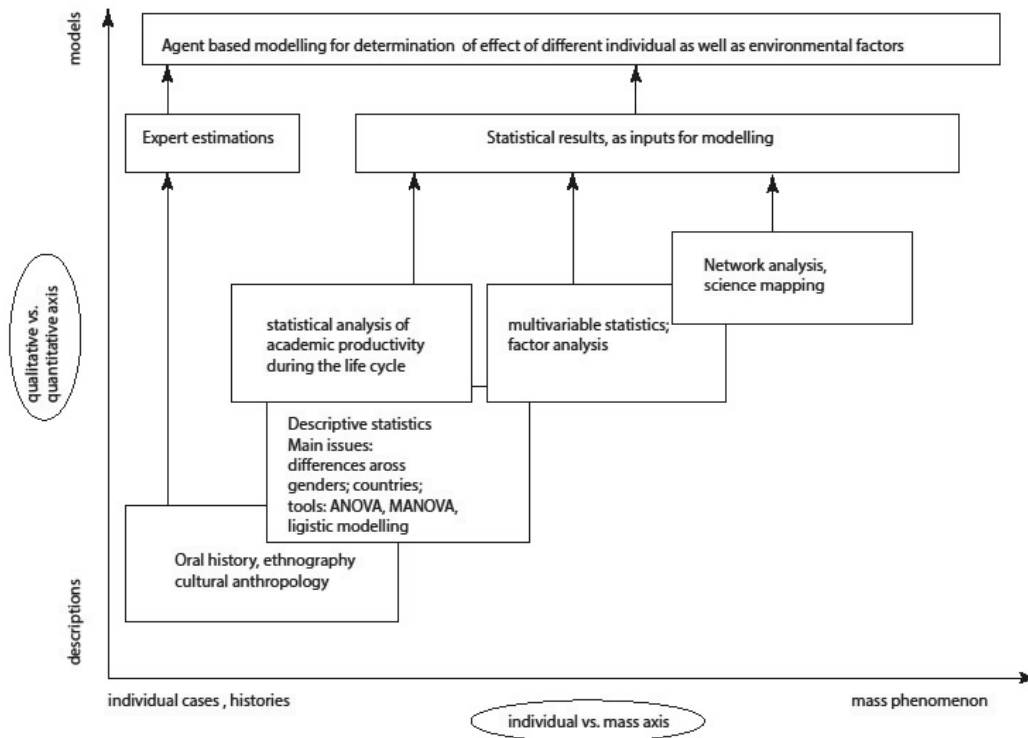 models
Agent based modelling for determination of effect of different individual as well as environmental factors
Expert estimations
Statistical results, as inputs for modelling
Network analysis,
science mapping
qualitative vs.
quantitative axis
statistical analysis of
academic productivity
during the life cycle
multivariable statistics;
factor analysis
Descriptive statistics
Main issues:
differences aross
genders; countries;
tools: ANOVA, MANOVA,
ligistic modelling
Oral history, ethnography
cultural anthropology
descriptions
individual cases , histories
mass phenomenon
individual vs. mass axis